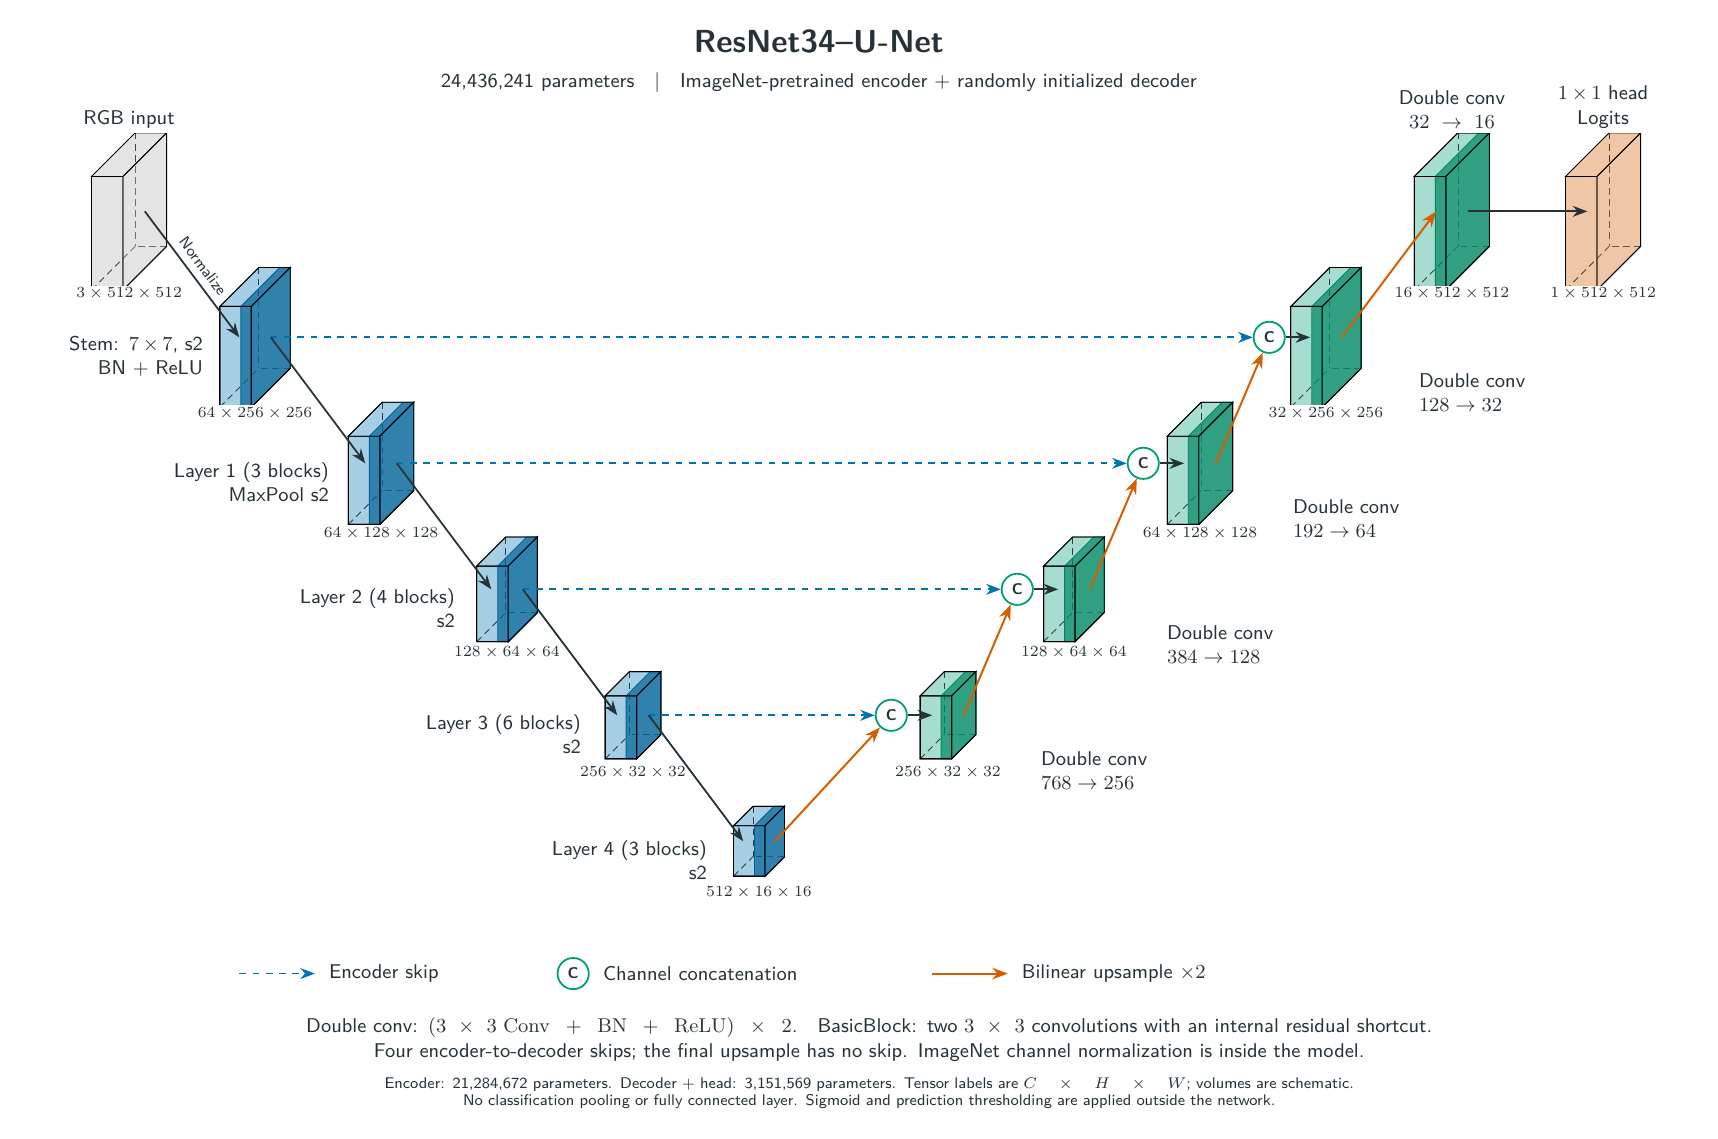 ResNet34–U-Net
24,436,241 parameters | ImageNet-pretrained encoder + randomly initialized decoder
RGB input
Double conv
32 → 16
1 × 1 head
Logits
Normalize
3 × 512 × 512
16 × 512 × 512
1 × 512 × 512
Stem: 7 × 7, s2
BN + ReLU
C
64 × 256 × 256
32 × 256 × 256
Double conv
128 → 32
Layer 1 (3 blocks)
MaxPool s2
C
64 × 128 × 128
64 × 128 × 128
Double conv
192 → 64
Layer 2 (4 blocks)
s2
C
128 × 64 × 64
128 × 64 × 64
Double conv
384 → 128
Layer 3 (6 blocks)
s2
C
256 × 32 × 32
256 × 32 × 32
Double conv
768 → 256
Layer 4 (3 blocks)
s2
512 × 16 × 16
Encoder skip
C
Channel concatenation
Bilinear upsample ×2
Double conv: (3 × 3 Conv + BN + ReLU) × 2. BasicBlock: two 3 × 3 convolutions with an internal residual shortcut.
Four encoder-to-decoder skips; the final upsample has no skip. ImageNet channel normalization is inside the model.
Encoder: 21,284,672 parameters. Decoder + head: 3,151,569 parameters. Tensor labels are C × H × W; volumes are schematic.
No classification pooling or fully connected layer. Sigmoid and prediction thresholding are applied outside the network.